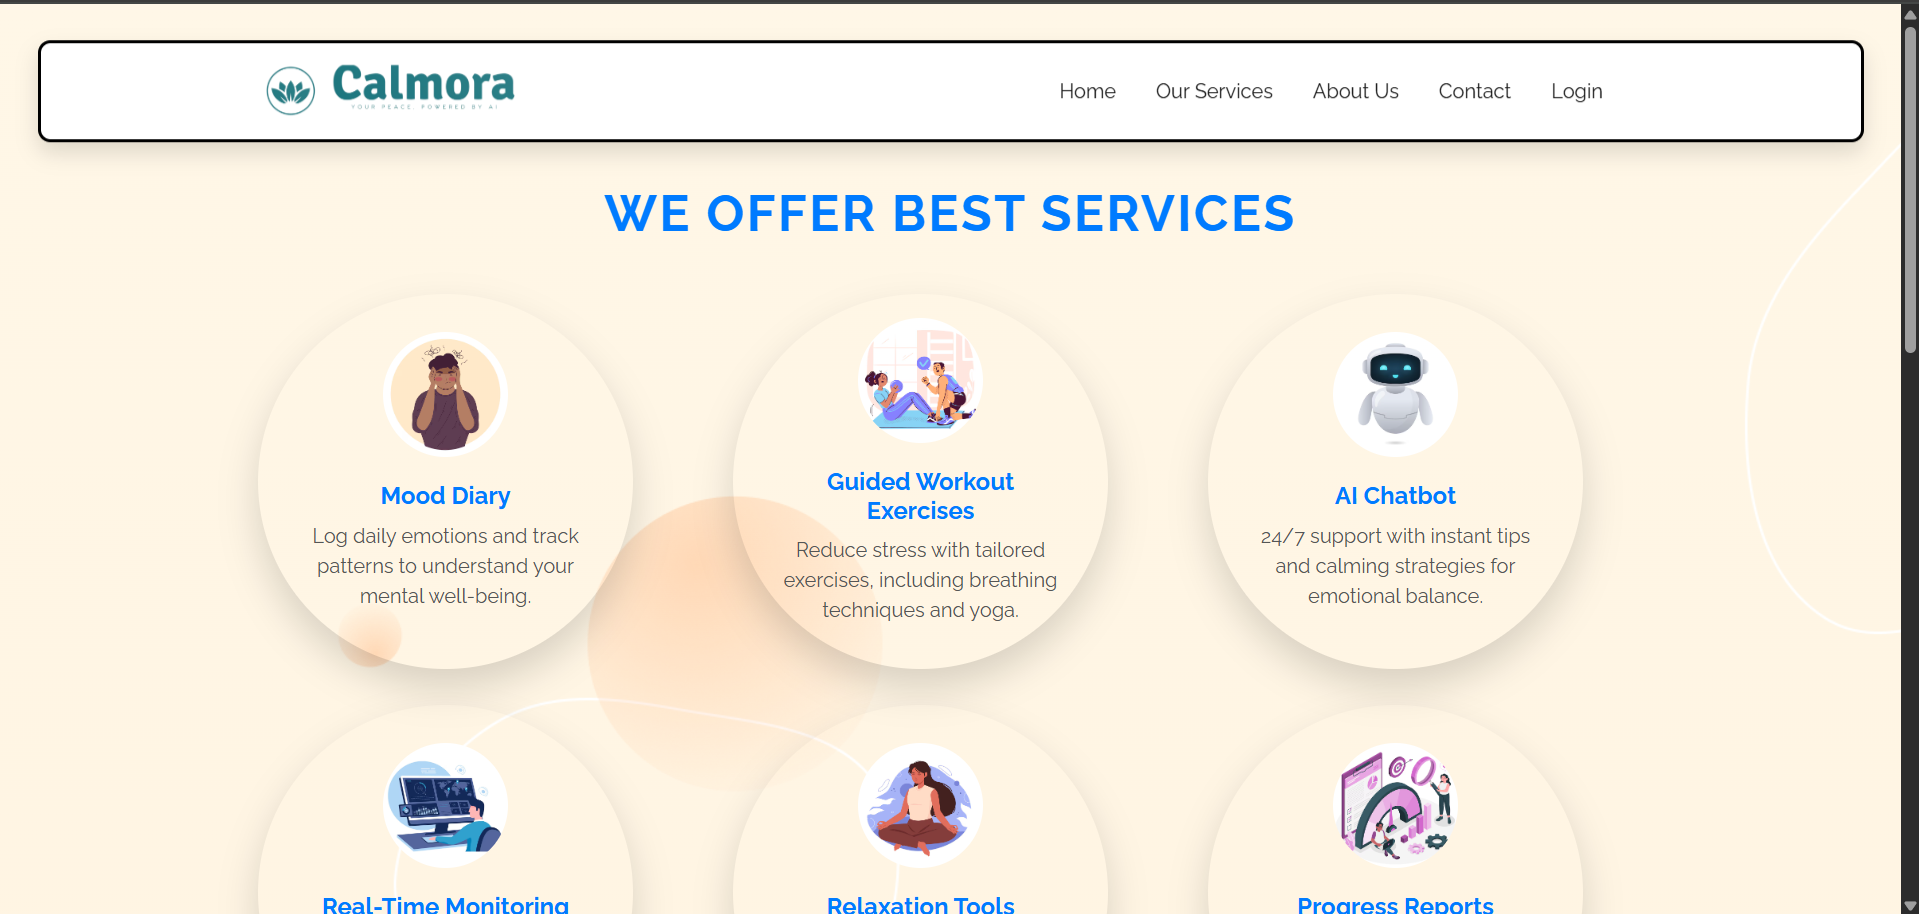 Calmora
YOUR PEACE. POWERED BY AI
Home
Our Services
About Us
Contact
Login
WE OFFER BEST SERVICES
Mood Diary
Log daily emotions and track
patterns to understand your
mental well-being.
Guided Workout
Exercises
Reduce stress with tailored
exercises, including breathing
techniques and yoga.
AI Chatbot
24/7 support with instant tips
and calming strategies for
emotional balance.
Real-Time Monitoring
Relaxation Tools
Progress Reports